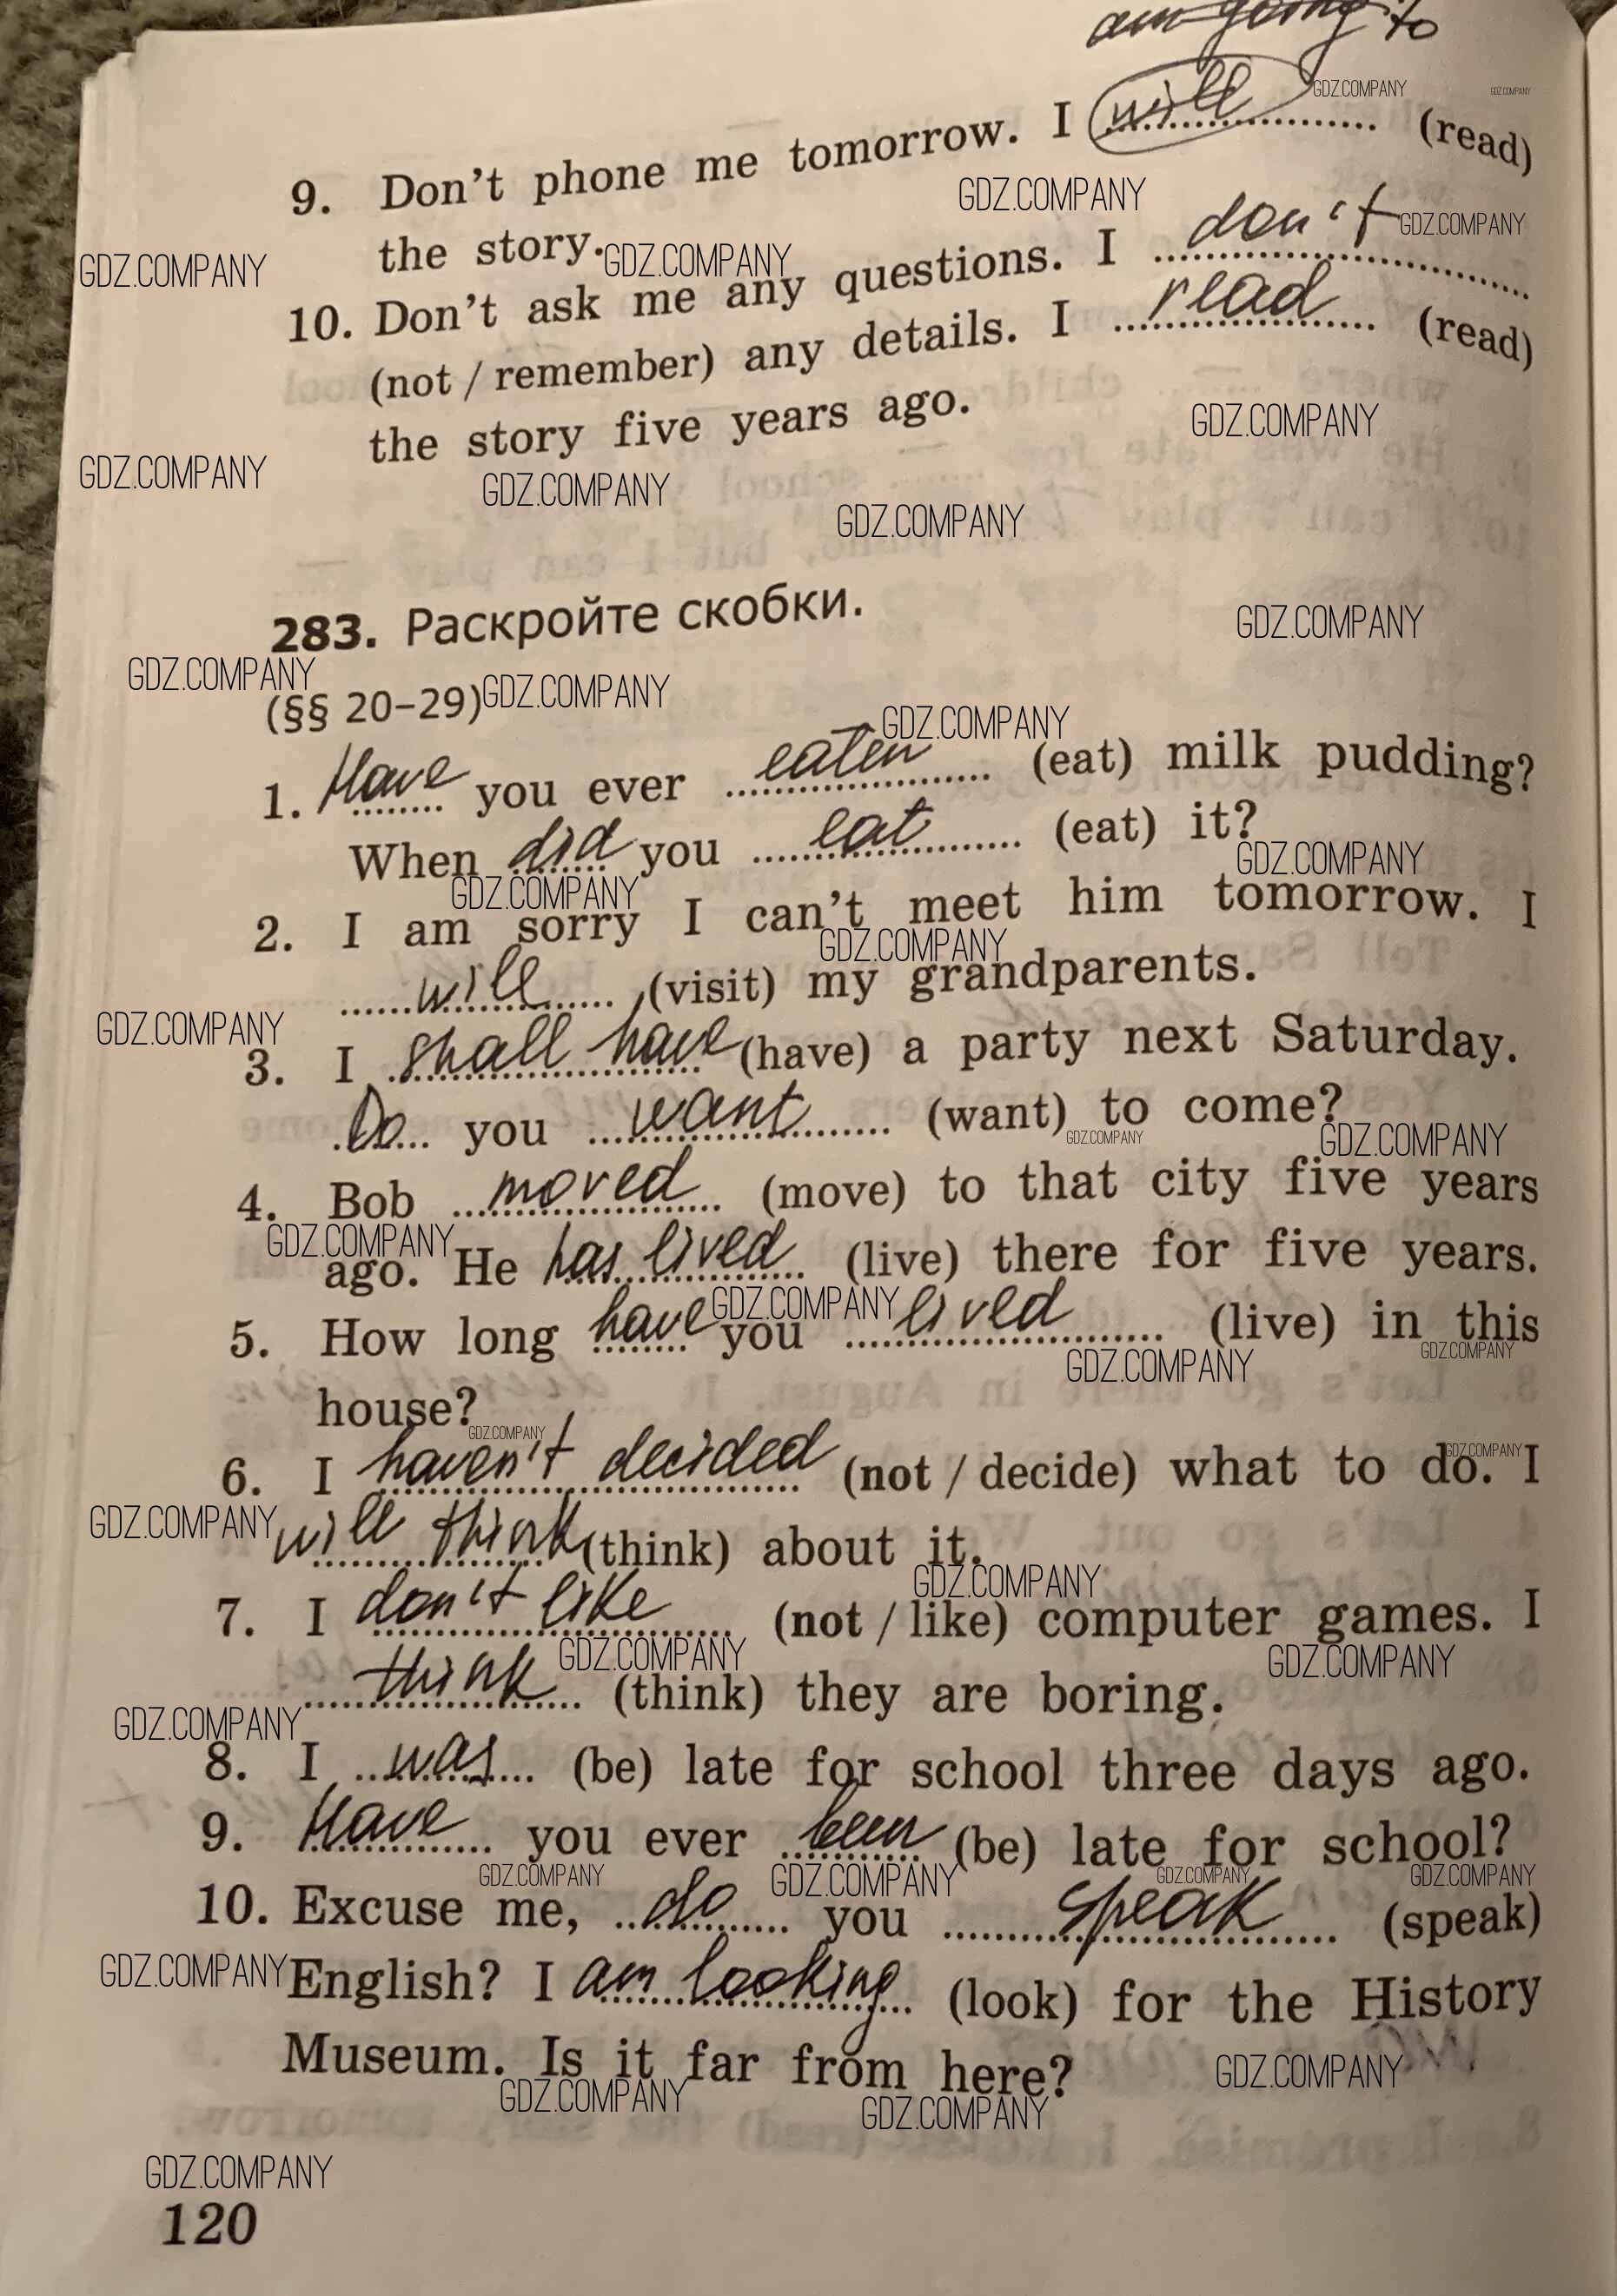 am going to
9. Don't phone me tomorrow. I will (read)
the story.
10. Don't ask me any questions. I don't
(not / remember) any details. I read (read)
the story five years ago.
283. Раскройте скобки.
(§§ 20–29)
1. Have you ever eaten (eat) milk pudding?
When did you eat (eat) it?
2. I am sorry I can't meet him tomorrow. I
will (visit) my grandparents.
3. I shall have (have) a party next Saturday.
Do you want (want) to come?
4. Bob moved (move) to that city five years
ago. He has lived (live) there for five years.
5. How long have you lived (live) in this
house?
6. I haven't decided (not / decide) what to do. I
will think (think) about it.
7. I don't like (not / like) computer games. I
think (think) they are boring.
8. I was (be) late for school three days ago.
9. Have you ever been (be) late for school?
10. Excuse me, do you speak (speak)
English? I am looking (look) for the History
Museum. Is it far from here?
120
GDZ.COMPANY